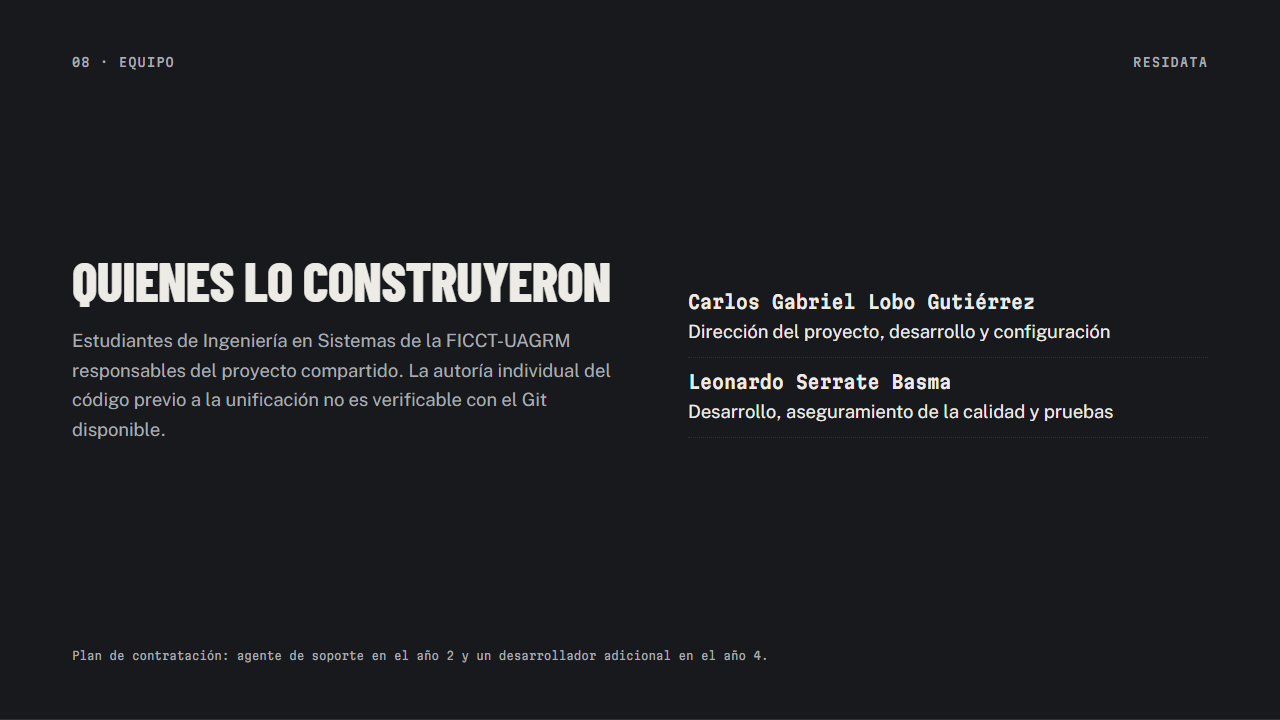 08 · EQUIPO
RESIDATA
QUIENES LO CONSTRUYERON
Estudiantes de Ingeniería en Sistemas de la FICCT-UAGRM
responsables del proyecto compartido. La autoría individual del
código previo a la unificación no es verificable con el Git
disponible.
Carlos Gabriel Lobo Gutiérrez
Dirección del proyecto, desarrollo y configuración
Leonardo Serrate Basma
Desarrollo, aseguramiento de la calidad y pruebas
Plan de contratación: agente de soporte en el año 2 y un desarrollador adicional en el año 4.